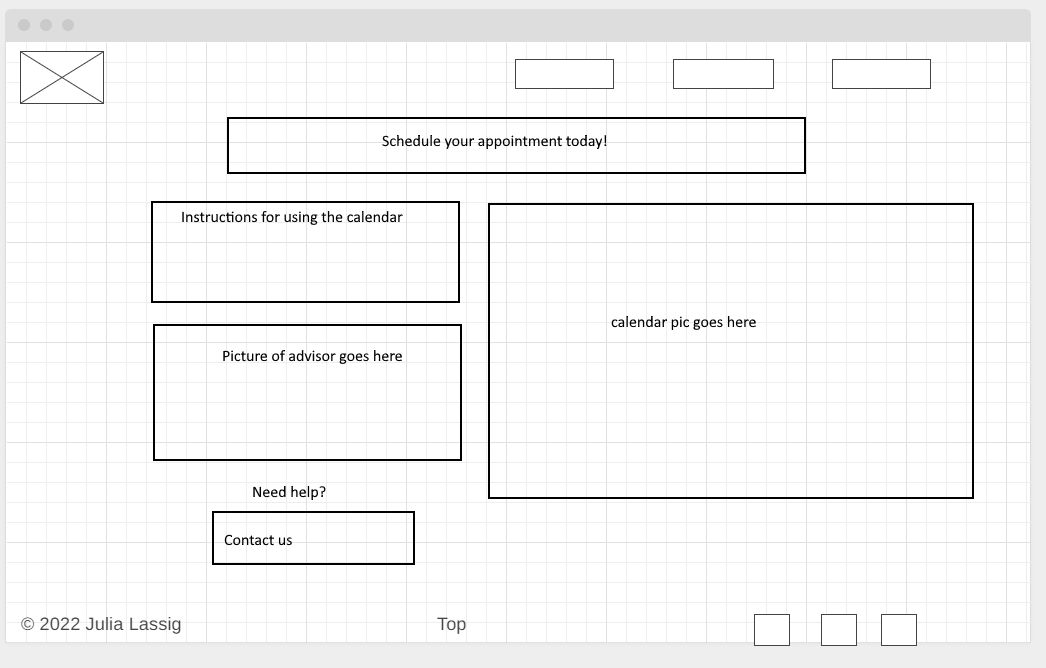 Schedule your appointment today!
Instructions for using the calendar
calendar pic goes here
Picture of advisor goes here
Need help?
Contact us
© 2022 Julia Lassig
Top